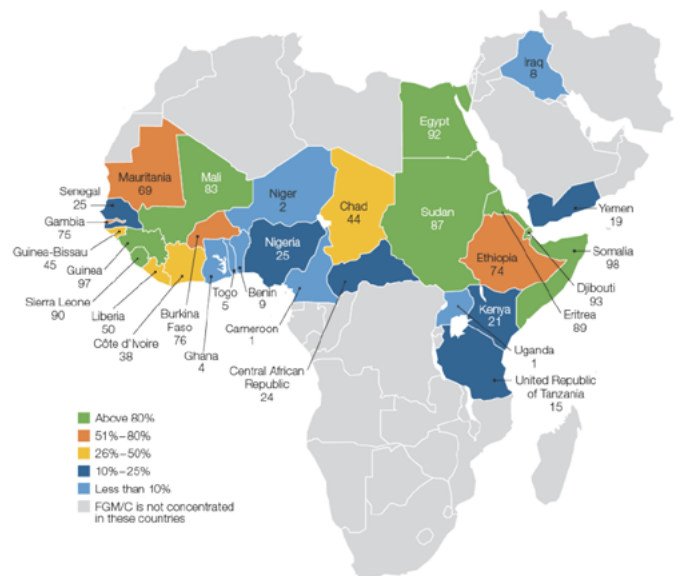 Iraq
8
Egypt
92
Mauritania
69
Mali
83
Niger
2
Chad
44
Sudan
87
Senegal
25
Gambia
75
Guinea-Bissau
45
Guinea
97
Sierra Leone
90
Liberia
50
Côte d'Ivoire
38
Burkina
Faso
76
Ghana
4
Togo
5
Benin
9
Nigeria
25
Cameroon
1
Central African
Republic
24
Ethiopia
74
Yemen
19
Somalia
98
Djibouti
93
Eritrea
89
Kenya
21
Uganda
1
United Republic
of Tanzania
15
Above 80%
51%–80%
26%–50%
10%–25%
Less than 10%
FGM/C is not concentrated
in these countries